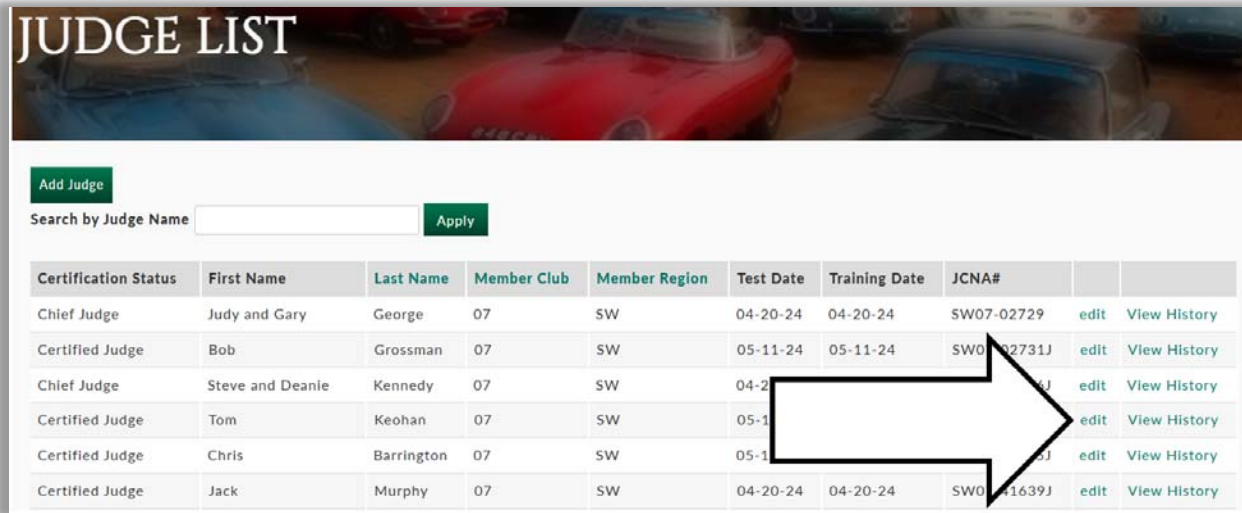 JUDGE LIST
Add Judge
Search by Judge Name Apply
Certification Status First Name Last Name Member Club Member Region Test Date Training Date JCNA#
Chief Judge Judy and Gary George 07 SW 04-20-24 04-20-24 SW07-02729 edit View History
Certified Judge Bob Grossman 07 SW 05-11-24 05-11-24 edit View History
Chief Judge Steve and Deanie Kennedy 07 SW edit View History
Certified Judge Tom Keohan 07 SW edit View History
Certified Judge Chris Barrington 07 SW edit View History
Certified Judge Jack Murphy 07 SW 04-20-24 04-20-24 edit View History